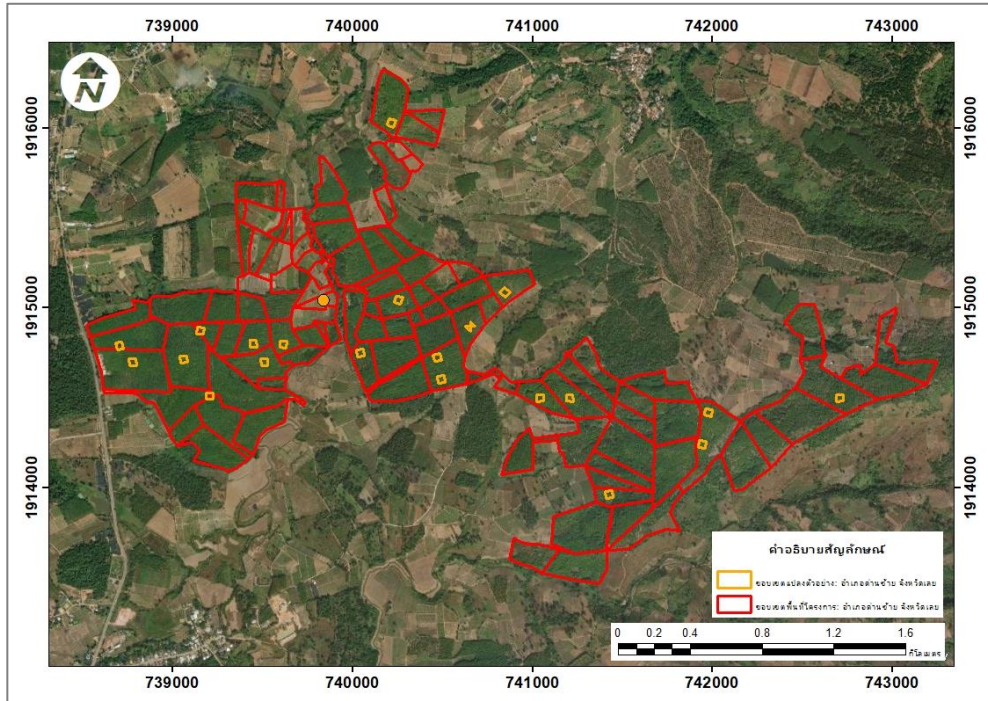 739000 740000 741000 742000 743000
1916000 1916000
1915000 1915000
1914000 1914000
N
คำอธิบายสัญลักษณ์
ขอบเขตแปลงตัวอย่าง: อำเภอด่านซ้าย จังหวัดเลย
ขอบเขตพื้นที่โครงการ: อำเภอด่านซ้าย จังหวัดเลย
0 0.2 0.4 0.8 1.2 1.6
กิโลเมตร
739000 740000 741000 742000 743000